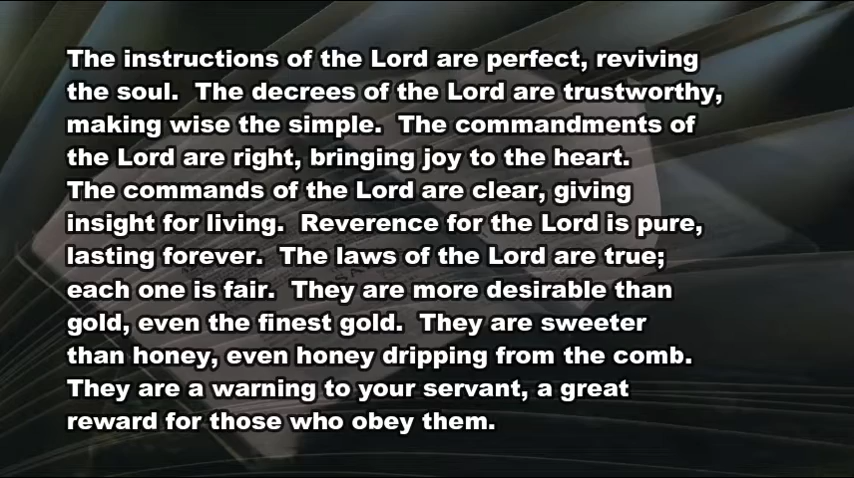 The instructions of the Lord are perfect, reviving
the soul.  The decrees of the Lord are trustworthy,
making wise the simple.  The commandments of
the Lord are right, bringing joy to the heart.
The commands of the Lord are clear, giving
insight for living.  Reverence for the Lord is pure,
lasting forever.  The laws of the Lord are true;
each one is fair.  They are more desirable than
gold, even the finest gold.  They are sweeter
than honey, even honey dripping from the comb.
They are a warning to your servant, a great
reward for those who obey them.